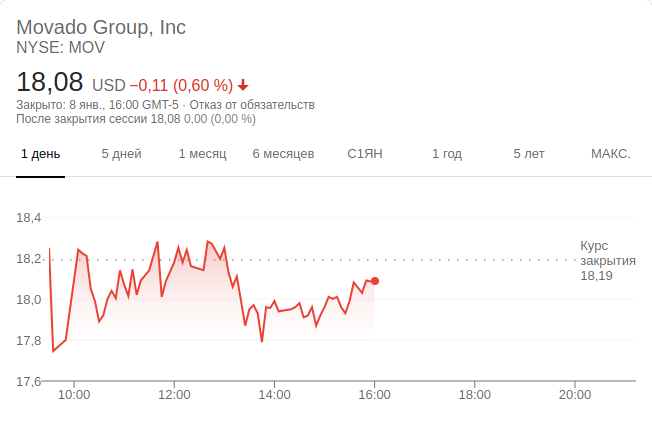 Movado Group, Inc
NYSE: MOV
18,08 USD −0,11 (0,60 %)
Закрыто: 8 янв., 16:00 GMT-5 · Отказ от обязательств
После закрытия сессии 18,08 0,00 (0,00 %)
1 день 5 дней 1 месяц 6 месяцев С1ЯН 1 год 5 лет МАКС.
18,4
18,2
18,0
17,8
17,6
Курс
закрытия
18,19
10:00 12:00 14:00 16:00 18:00 20:00